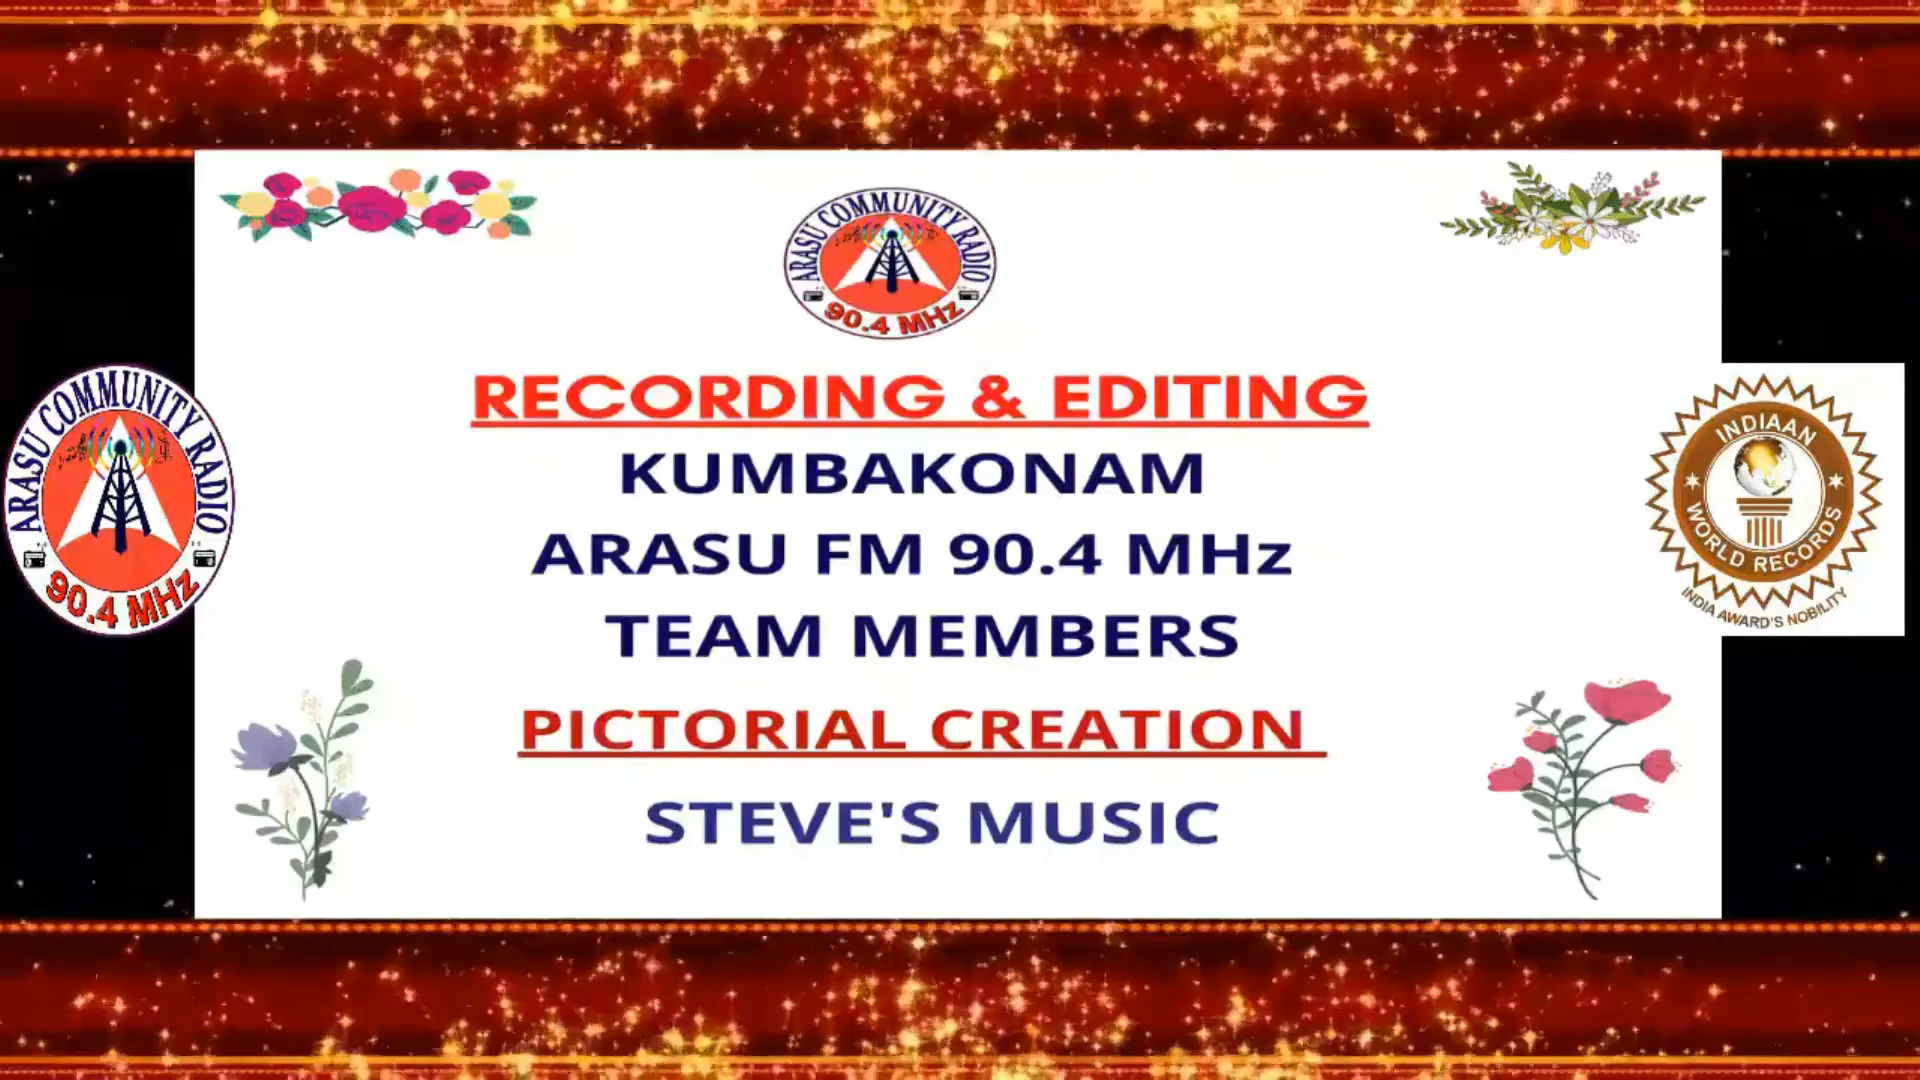 ARASU COMMUNITY RADIO
90.4 MHz
RECORDING & EDITING
KUMBAKONAM
ARASU FM 90.4 MHz
TEAM MEMBERS
PICTORIAL CREATION
STEVE'S MUSIC
ARASU COMMUNITY RADIO
90.4 MHz
INDIAAN
WORLD RECORDS
INDIA AWARD'S NOBILITY